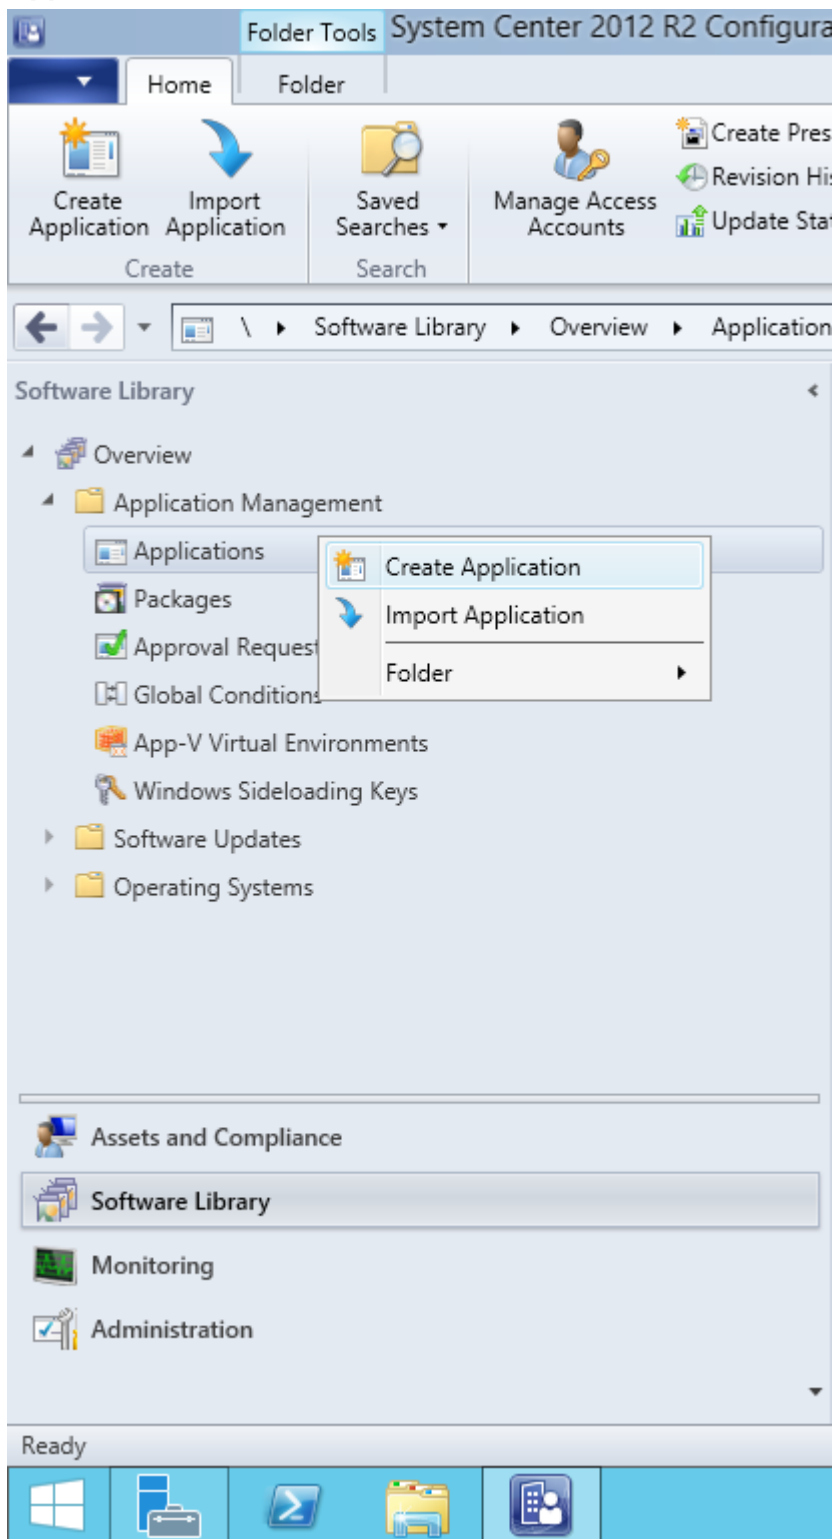 Folder Tools System Center 2012 R2 Configura
Home Folder
Create Application
Import Application
Saved Searches
Manage Access Accounts
Create Pres
Revision His
Update Stat
Create
Search
\ Software Library Overview Application
Software Library
Overview
Application Management
Applications
Packages
Approval Request
Global Conditions
App-V Virtual Environments
Windows Sideloading Keys
Software Updates
Operating Systems
Create Application
Import Application
Folder
Assets and Compliance
Software Library
Monitoring
Administration
Ready